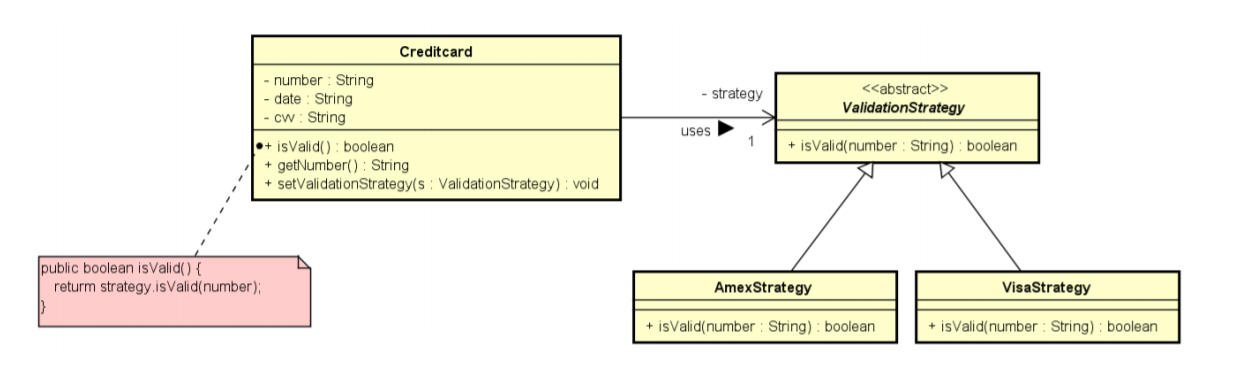 Creditcard
- number : String
- date : String
- cvv : String
+ isValid() : boolean
+ getNumber() : String
+ setValidationStrategy(s : ValidationStrategy) : void
- strategy
uses
1
<<abstract>>
ValidationStrategy
+ isValid(number : String) : boolean
public boolean isValid() {
returm strategy.isValid(number);
}
AmexStrategy
+ isValid(number : String) : boolean
VisaStrategy
+ isValid(number : String) : boolean